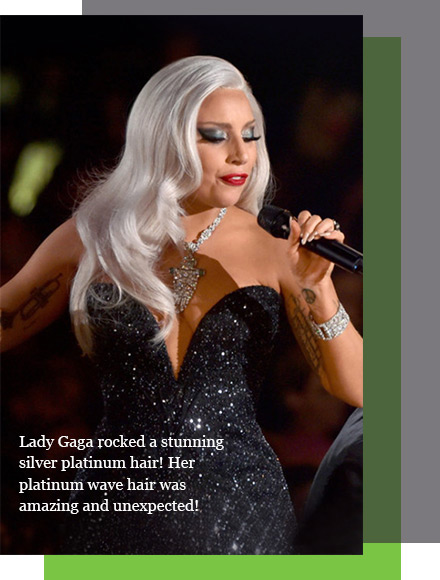 Lady Gaga rocked a stunning
silver platinum hair! Her
platinum wave hair was
amazing and unexpected!